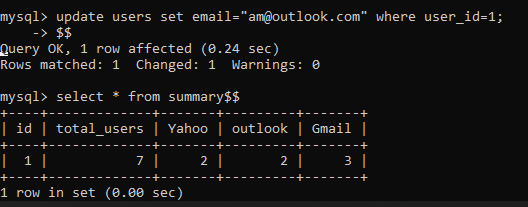 mysql> update users set email="am@outlook.com" where user_id=1;
    -> $$
Query OK, 1 row affected (0.24 sec)
Rows matched: 1  Changed: 1  Warnings: 0
mysql> select * from summary$$
+----+-------------+-------+---------+-------+
| id | total_users | Yahoo | outlook | Gmail |
+----+-------------+-------+---------+-------+
|  1 |           7 |     2 |       2 |     3 |
+----+-------------+-------+---------+-------+
1 row in set (0.00 sec)